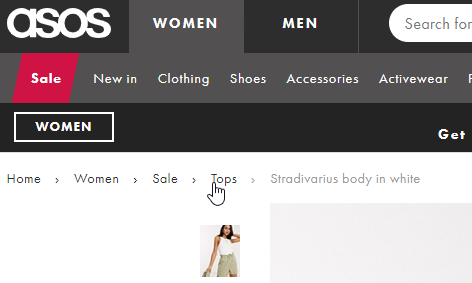 asos
WOMEN MEN Search for
Sale New in Clothing Shoes Accessories Activewear
WOMEN
Get
Home › Women › Sale › Tops › Stradivarius body in white